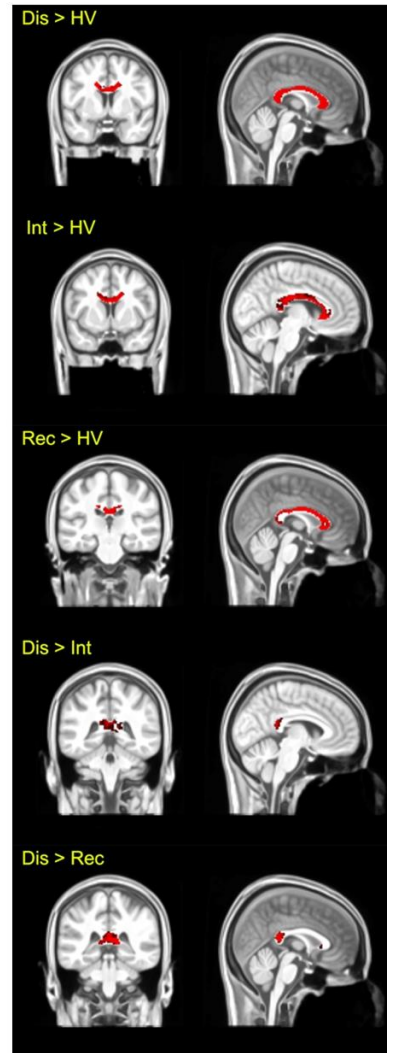 Dis > HV
Int > HV
Rec > HV
Dis > Int
Dis > Rec